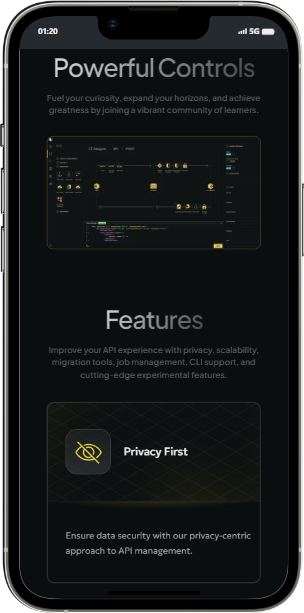 01:20
5G
Powerful Controls
Fuel your curiosity, expand your horizons, and achieve
greatness by joining a vibrant community of learners.
Features
Improve your API experience with privacy, scalability,
migration tools, job management, CLI support, and
cutting-edge experimental features.
Privacy First
Ensure data security with our privacy-centric
approach to API management.